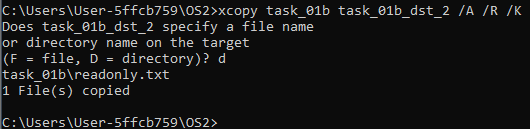 C:\Users\User-5ffcb759\OS2>xcopy task_01b task_01b_dst_2 /A /R /K
Does task_01b_dst_2 specify a file name
or directory name on the target
(F = file, D = directory)? d
task_01b\readonly.txt
1 File(s) copied
C:\Users\User-5ffcb759\OS2>